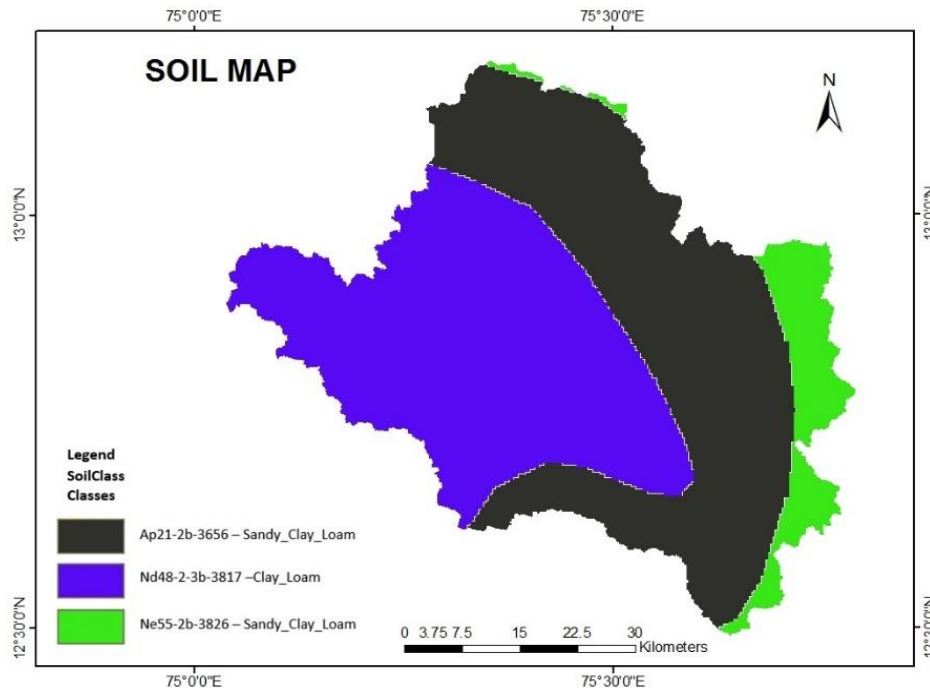 75°0'0"E 75°30'0"E
SOIL MAP
N
13°0'0"N 13°0'0"N
Legend
SoilClass
Classes
Ap21-2b-3656 – Sandy_Clay_Loam
Nd48-2-3b-3817 –Clay_Loam
Ne55-2b-3826 – Sandy_Clay_Loam
0 3.75 7.5 15 22.5 30
Kilometers
12°30'0"N 12°30'0"N
75°0'0"E 75°30'0"E